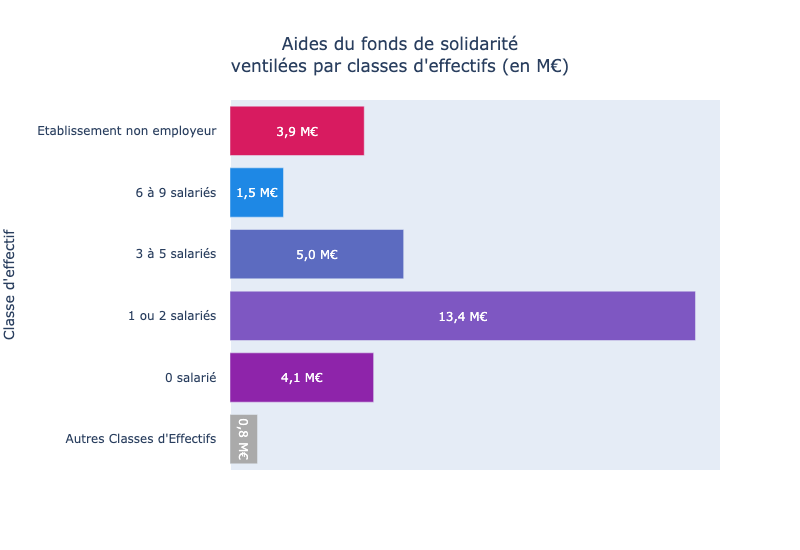 Aides du fonds de solidarité
ventilées par classes d'effectifs (en M€)
Classe d'effectif
Etablissement non employeur
3,9 M€
6 à 9 salariés
1,5 M€
3 à 5 salariés
5,0 M€
1 ou 2 salariés
13,4 M€
0 salarié
4,1 M€
Autres Classes d'Effectifs
0,8 M€